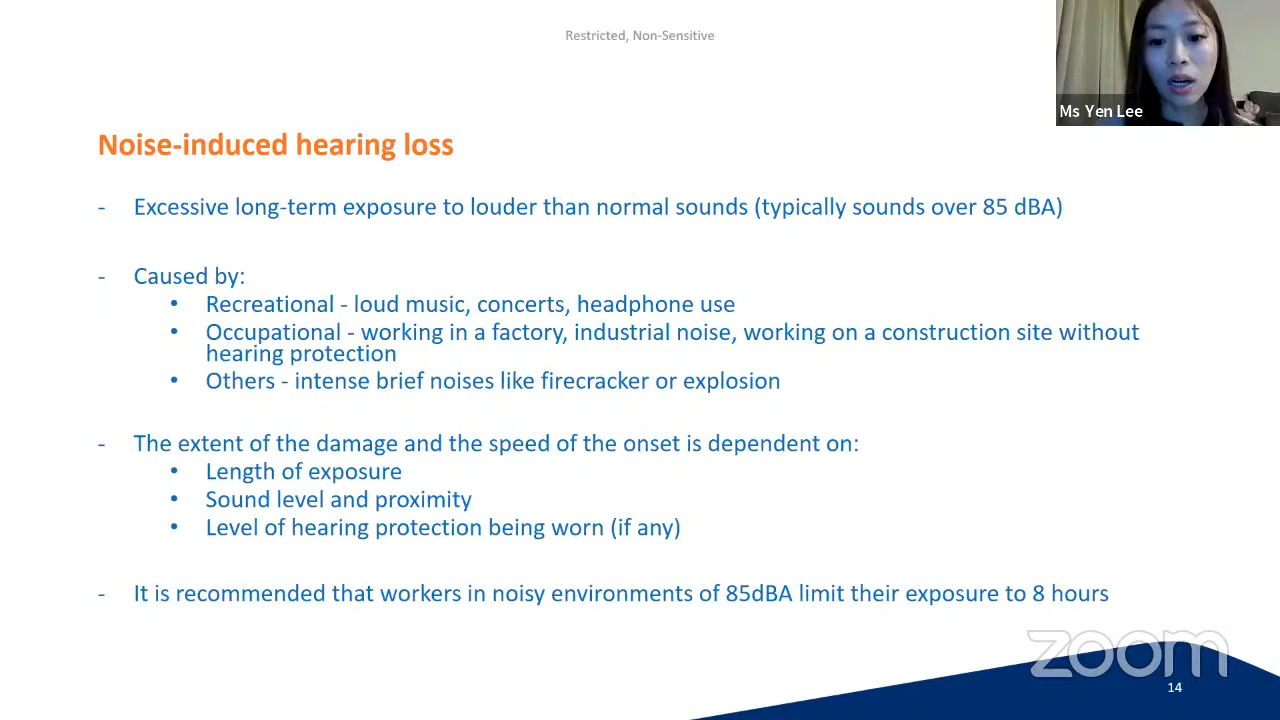 Restricted, Non-Sensitive
Ms Yen Lee
Noise-induced hearing loss
- Excessive long-term exposure to louder than normal sounds (typically sounds over 85 dBA)
- Caused by:
• Recreational - loud music, concerts, headphone use
• Occupational - working in a factory, industrial noise, working on a construction site without
hearing protection
• Others - intense brief noises like firecracker or explosion
- The extent of the damage and the speed of the onset is dependent on:
• Length of exposure
• Sound level and proximity
• Level of hearing protection being worn (if any)
- It is recommended that workers in noisy environments of 85dBA limit their exposure to 8 hours
zoom
14